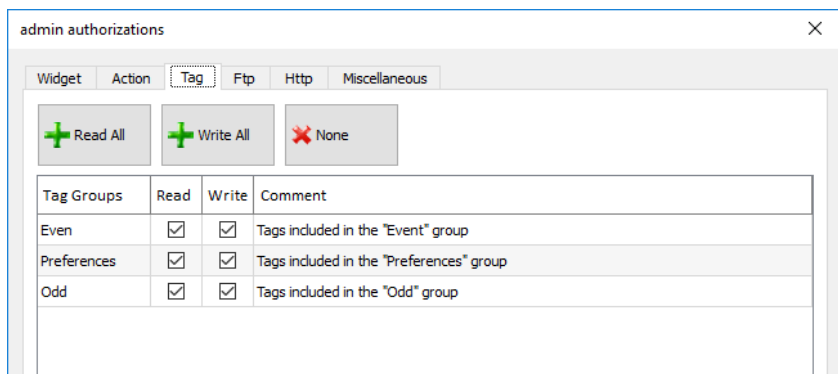 admin authorizations
Widget Action Tag Ftp Http Miscellaneous
Read All Write All None
Tag Groups Read Write Comment
Even Tags included in the "Event" group
Preferences Tags included in the "Preferences" group
Odd Tags included in the "Odd" group